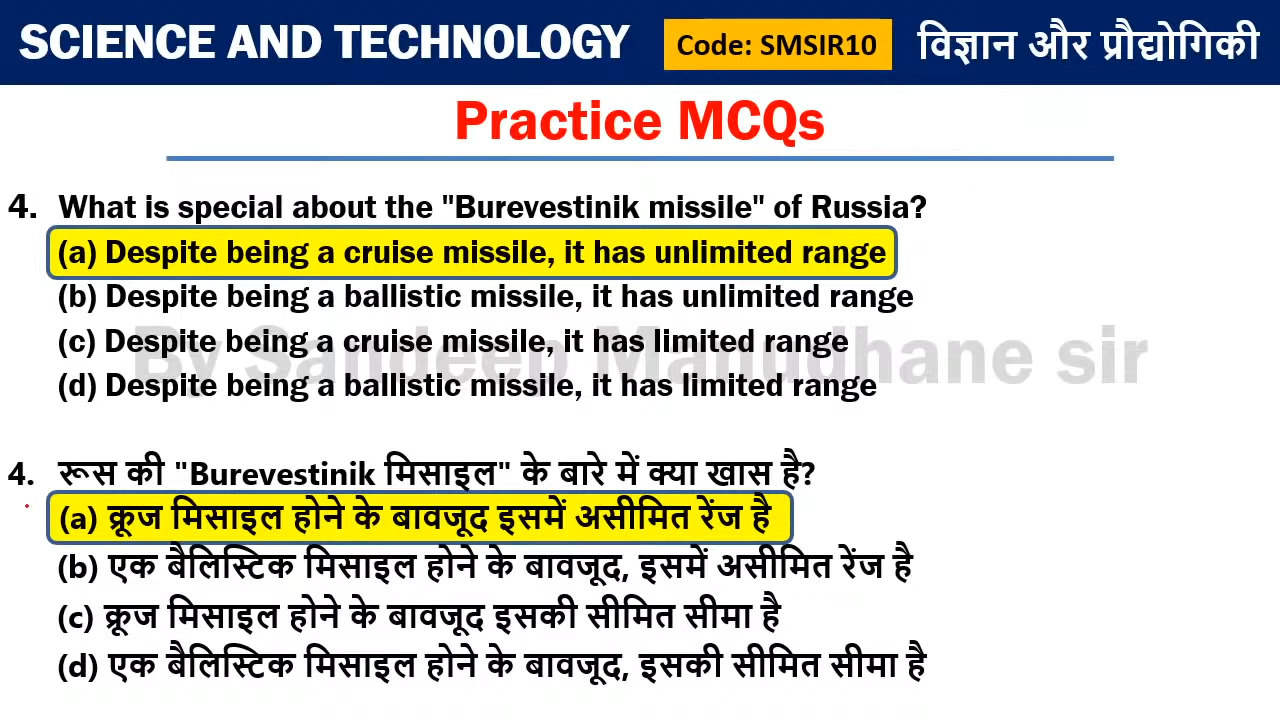 SCIENCE AND TECHNOLOGY
Code: SMSIR10
विज्ञान और प्रौद्योगिकी
Practice MCQs
4. What is special about the "Burevestinik missile" of Russia?
(a) Despite being a cruise missile, it has unlimited range
(b) Despite being a ballistic missile, it has unlimited range
(c) Despite being a cruise missile, it has limited range
By Sandeep Manudhane sir
(d) Despite being a ballistic missile, it has limited range
4. रूस की "Burevestinik मिसाइल" के बारे में क्या खास है?
(a) क्रूज मिसाइल होने के बावजूद इसमें असीमित रेंज है
(b) एक बैलिस्टिक मिसाइल होने के बावजूद, इसमें असीमित रेंज है
(c) क्रूज मिसाइल होने के बावजूद इसकी सीमित सीमा है
(d) एक बैलिस्टिक मिसाइल होने के बावजूद, इसकी सीमित सीमा है